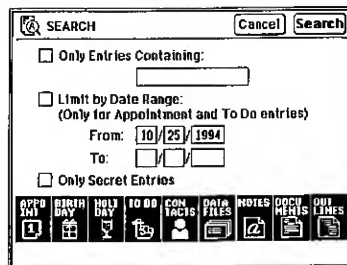 SEARCH Cancel Search
Only Entries Containing:
Limit by Date Range:
(Only for Appointment and To Do entries)
From: 10/25/1994
To: / /
Only Secret Entries
APPO INT BIRTH DAY HOLI DAY TO DO CON TACTS DATA FILES NOTES DOCU MENTS OUT LINES